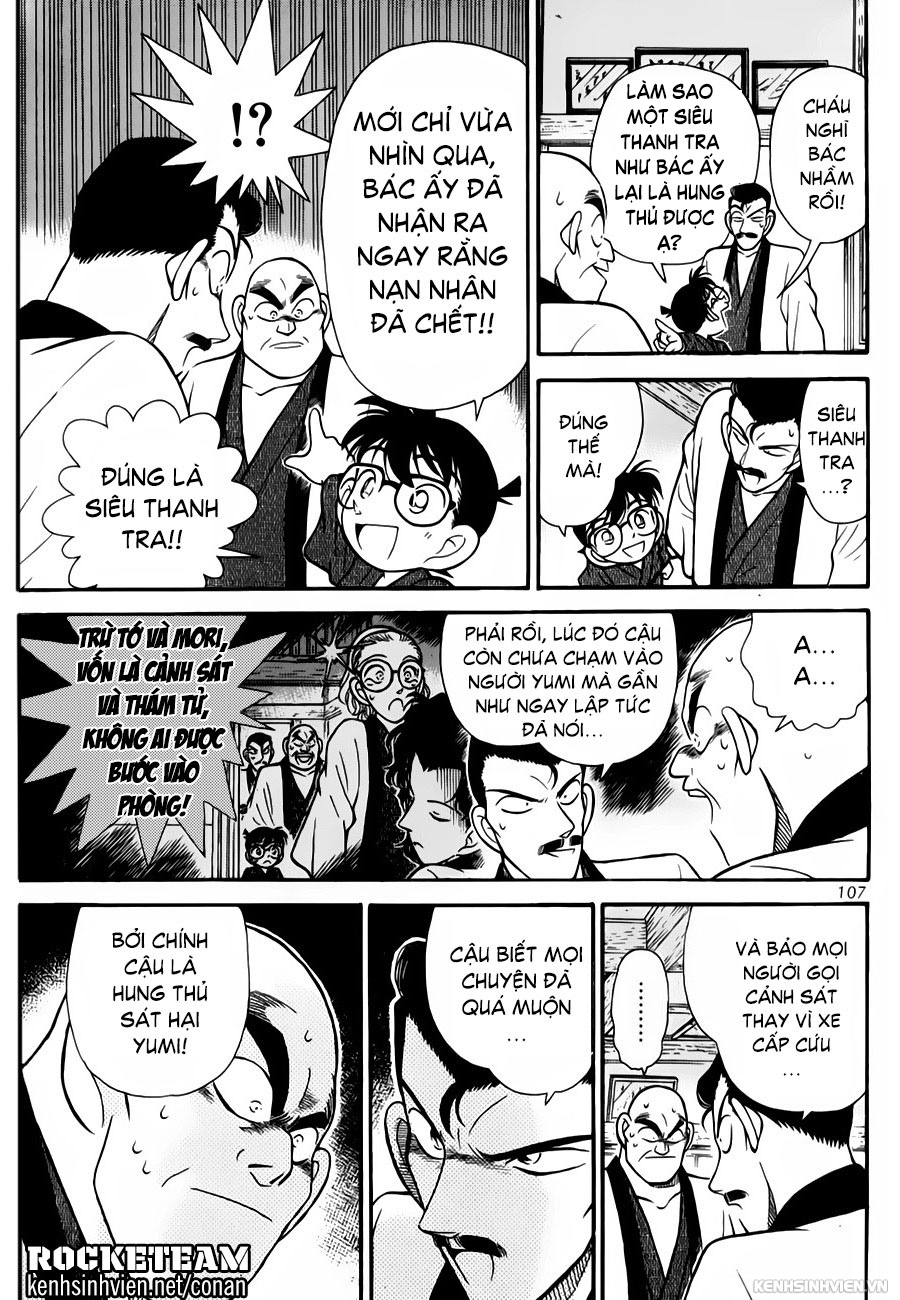 CHÁU
NGHĨ
BÁC
NHẦM
RỒI!
LÀM SAO
MỘT SIÊU
THANH TRA
NHƯ BÁC ẤY
LẠI LÀ HUNG
THỦ ĐƯỢC
Ạ?
MỚI CHỈ VỪA
NHÌN QUA,
BÁC ẤY ĐÃ
NHẬN RA
NGAY RẰNG
NẠN NHÂN
ĐÃ CHẾT!!
!?
SIÊU
THANH
TRA
...?
ĐÚNG
THẾ
MÀ!
ĐÚNG LÀ
SIÊU THANH
TRA!!
A...
A...
PHẢI RỒI, LÚC ĐÓ CẬU
CÒN CHƯA CHẠM VÀO
NGƯỜI YUMI MÀ GẦN
NHƯ NGAY LẬP TỨC
ĐÃ NÓI...
TRỪ TỚ VÀ MORI,
VỐN LÀ CẢNH SÁT
VÀ THÁM TỬ,
KHÔNG AI ĐƯỢC
BƯỚC VÀO
PHÒNG!
107
VÀ BẢO MỌI
NGƯỜI GỌI
CẢNH SÁT
THAY VÌ XE
CẤP CỨU
...
.........
CẬU BIẾT MỌI
CHUYỆN ĐÃ
QUÁ MUỘN
...
BỞI CHÍNH
CẬU LÀ
HUNG THỦ
SÁT HẠI
YUMI!
ROCKETEAM
kenhsinhvien.net/conan
KENHSINHVIEN.VN